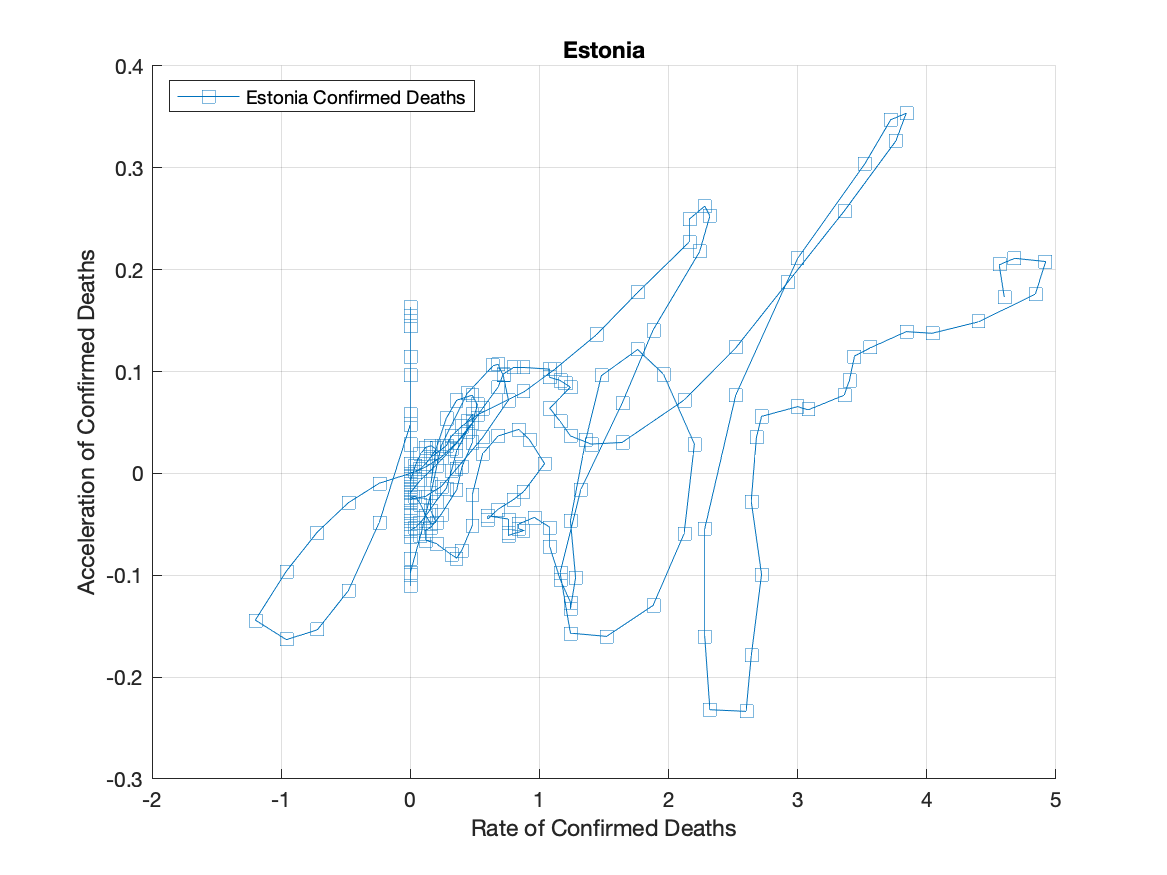 Estonia
0.4
Estonia Confirmed Deaths
0.3
0.2
0.1
0
-0.1
-0.2
-0.3
-2 -1 0 1 2 3 4 5
Acceleration of Confirmed Deaths
Rate of Confirmed Deaths